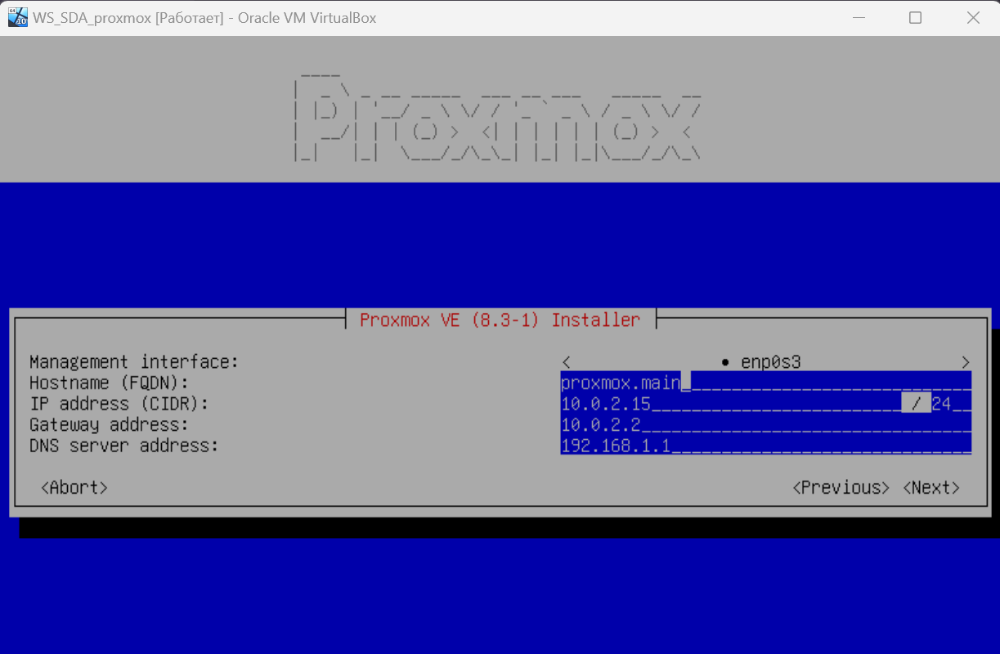 WS_SDA_proxmox [Работает] - Oracle VM VirtualBox
Proxmox
Proxmox VE (8.3-1) Installer
Management interface: < • enp0s3 >
Hostname (FQDN): proxmox.main
IP address (CIDR): 10.0.2.15 / 24
Gateway address: 10.0.2.2
DNS server address: 192.168.1.1
<Abort> <Previous> <Next>